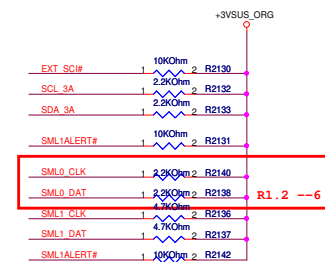 +3VSUS_ORG
10KOhm
EXT_SCI# 1 2 R2130
2.2KOhm
SCL_3A 1 2 R2132
2.2KOhm
SDA_3A 1 2 R2133
10KOhm
SML1ALERT# 1 2 R2131
SML0_CLK 1 2.2KOhm 2 R2140
SML0_DAT 1 2.2KOhm 2 R2138 R1.2 --6
4.7KOhm
SML1_CLK 1 2 R2136
4.7KOhm
SML1_DAT 1 2 R2137
SML1ALERT# 1 10KOhm 2 R2142